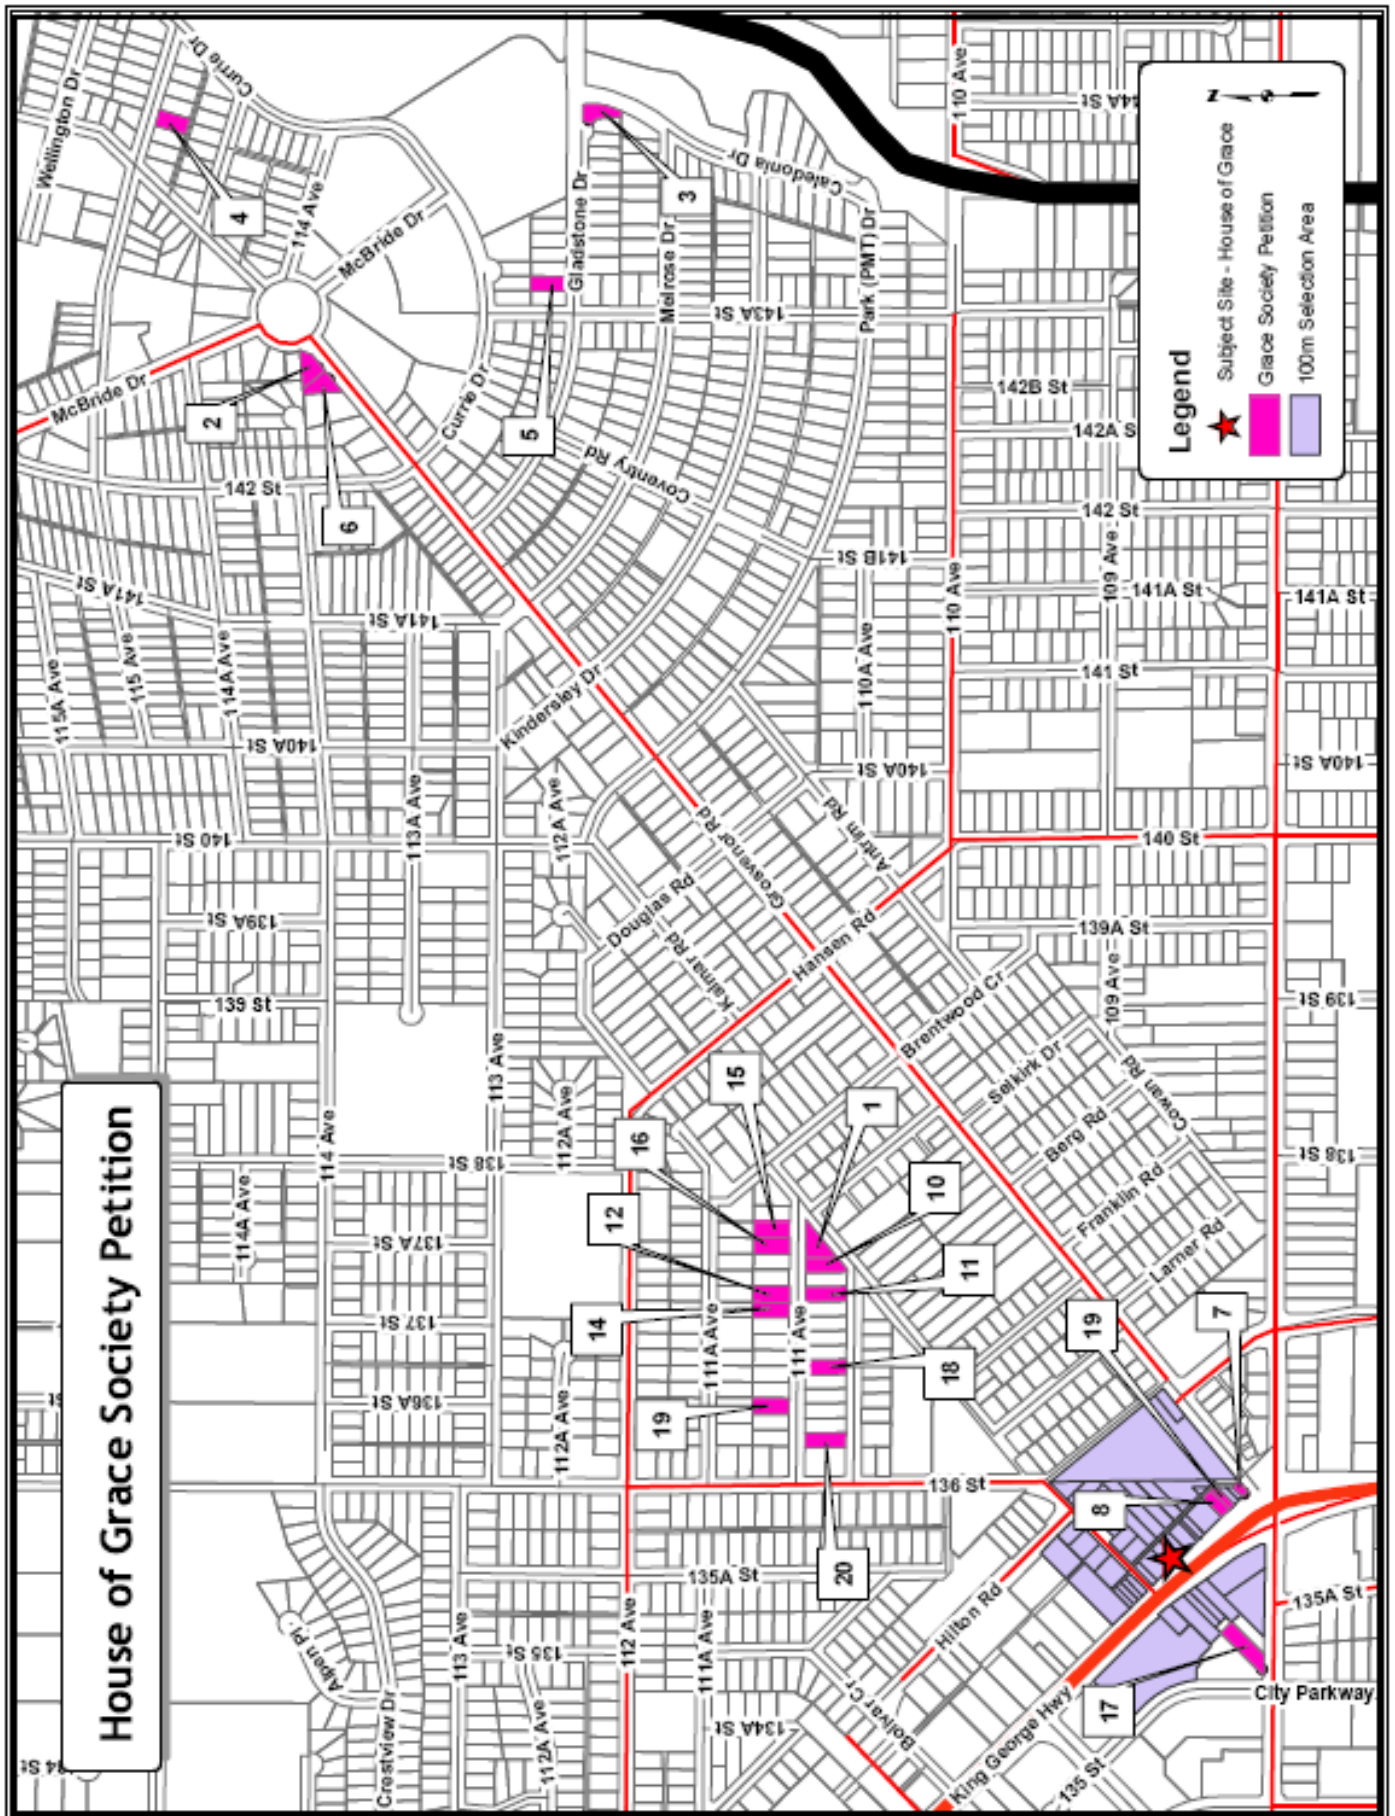 House of Grace Society Petition
Legend
Subject Site - House of Grace
Grace Society Petition
100m Selection Area
N
Wellington Dr
Currie Dr
114 Ave
McBride Dr
McBride Dr
Gladstone Dr
Melrose Dr
Caledonia Dr
Park (PMT) Dr
143A St
110 Ave
144A St
142B St
142A S
142 St
142 St
Currie Dr
Coventry Rd
141B St
141A St
141A St
141A St
141A St
109 Ave
110 Ave
110A Ave
141 St
115A Ave
115 Ave
114A Ave
140A St
140A St
140A St
Kindersley Dr
113A Ave
112A Ave
140 St
140 St
Grosvenor Rd
Antrim Rd
Douglas Rd
Kalmar Rd
Hansen Rd
139A St
139A St
139 St
139 St
109 Ave
Brentwood Cr
Selkirk Dr
Cowan Rd
Berg Rd
Franklin Rd
Larner Rd
113 Ave
112A Ave
114 Ave
138 St
138 St
114A Ave
137A St
137 St
136A St
111A Ave
111 Ave
112A Ave
136 St
135A St
135A St
Hilton Rd
113 Ave
112 Ave
111A Ave
135 St
Alpen Pl
Crestview Dr
112A Ave
134A St
Bolivar Cr
King George Hwy
135 St
City Parkway
134 St
1
2
3
4
5
6
7
8
10
11
12
14
15
16
17
18
19
19
20